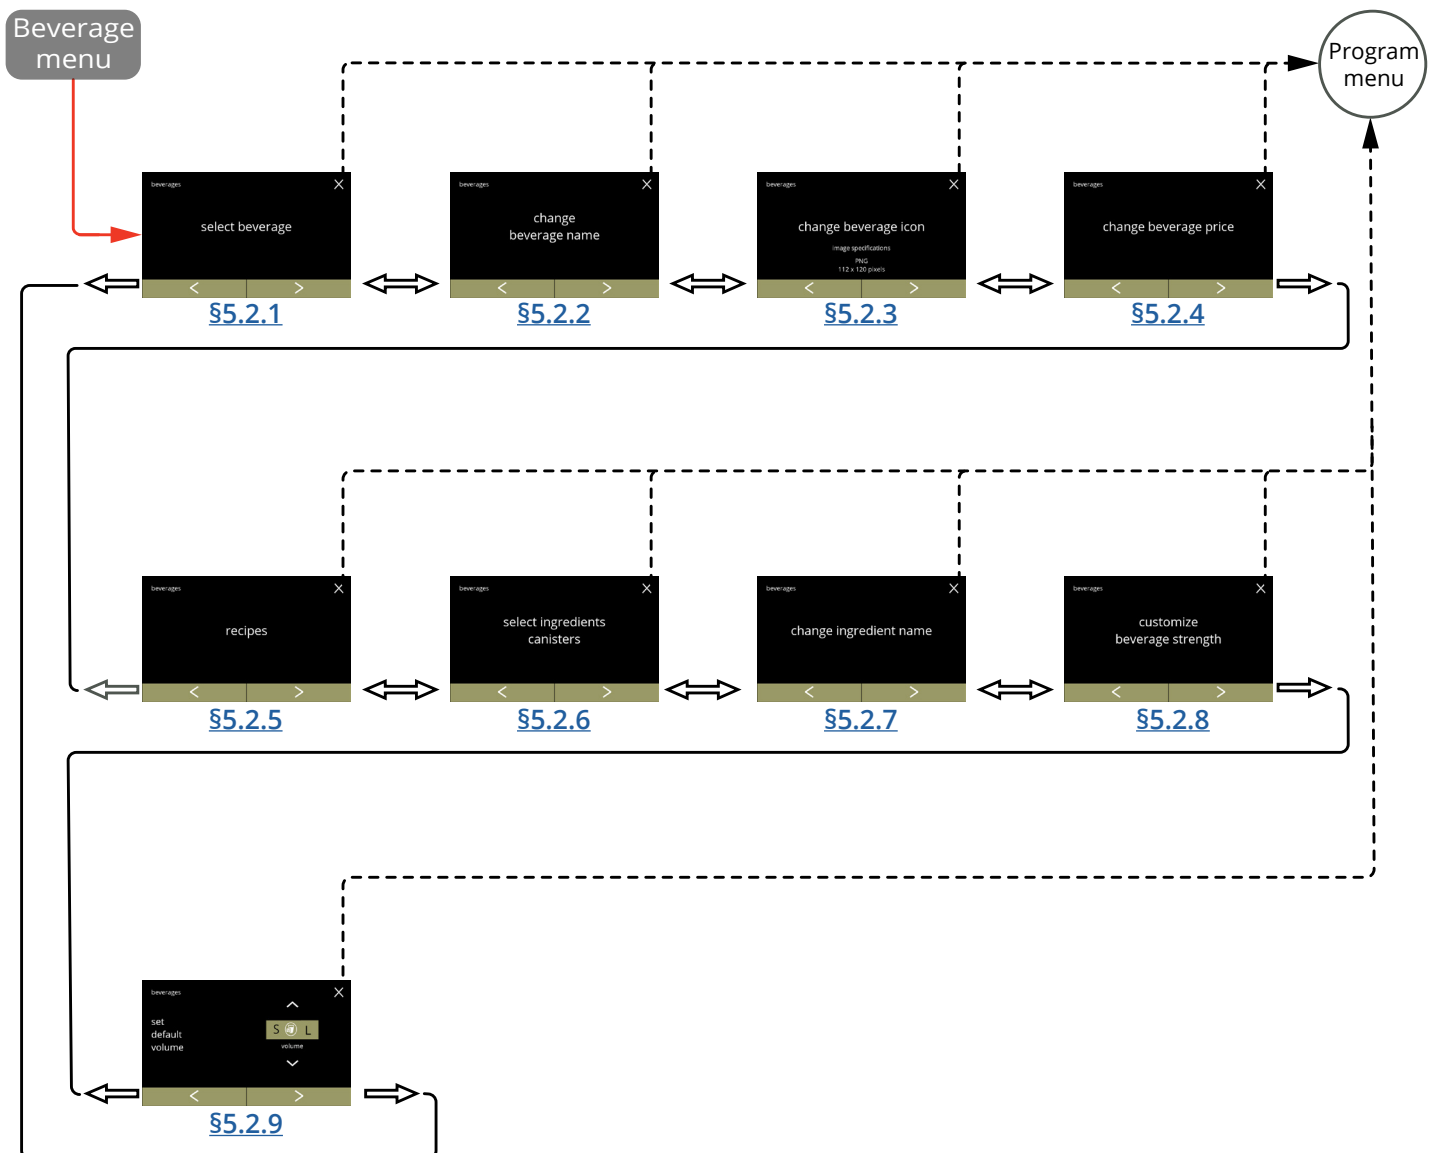 Beverage
menu
Program
menu
beverages
select beverage
< >
§5.2.1
beverages
change
beverage name
< >
§5.2.2
beverages
change beverage icon
image specifications
PNG
112 x 120 pixels
< >
§5.2.3
beverages
change beverage price
< >
§5.2.4
beverages
recipes
< >
§5.2.5
beverages
select ingredients
canisters
< >
§5.2.6
beverages
change ingredient name
< >
§5.2.7
beverages
customize
beverage strength
< >
§5.2.8
beverages
set
default
volume
S L
volume
< >
§5.2.9